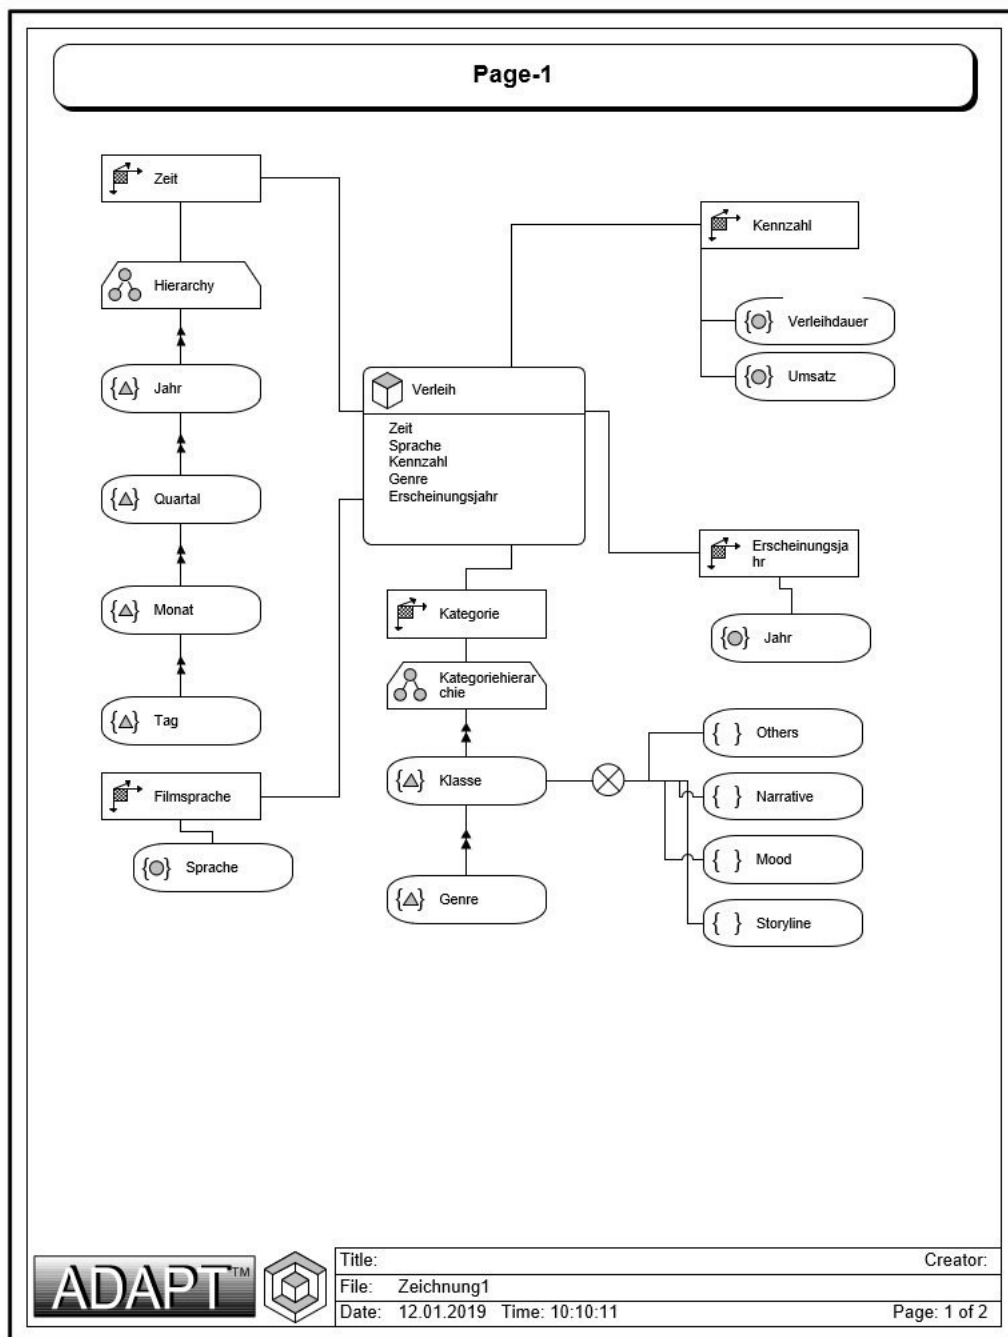 Page-1
Zeit
Kennzahl
Hierarchy
Verleihdauer
Jahr
Umsatz
Verleih
Zeit
Sprache
Kennzahl
Genre
Erscheinungsjahr
Quartal
Erscheinungsja
hr
Monat
Kategorie
Jahr
Kategoriehierar
chie
Tag
Others
Filmsprache
Klasse
Narrative
Sprache
Mood
Genre
Storyline
ADAPT™
Title:
Creator:
File: Zeichnung1
Date: 12.01.2019 Time: 10:10:11
Page: 1 of 2